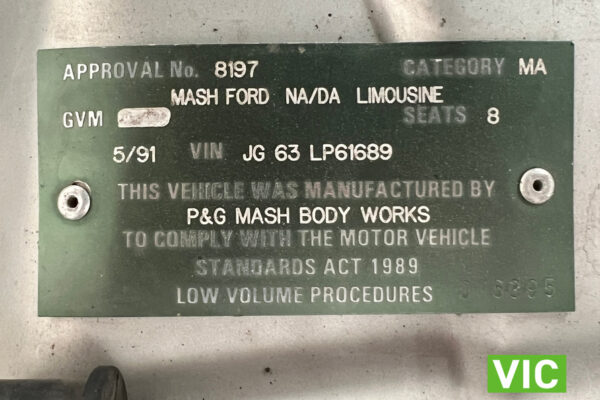 APPROVAL No. 8197 CATEGORY MA
MASH FORD NA/DA LIMOUSINE
GVM SEATS 8
5/91 VIN JG 63 LP61689
THIS VEHICLE WAS MANUFACTURED BY
P&G MASH BODY WORKS
TO COMPLY WITH THE MOTOR VEHICLE
STANDARDS ACT 1989
LOW VOLUME PROCEDURES
VIC